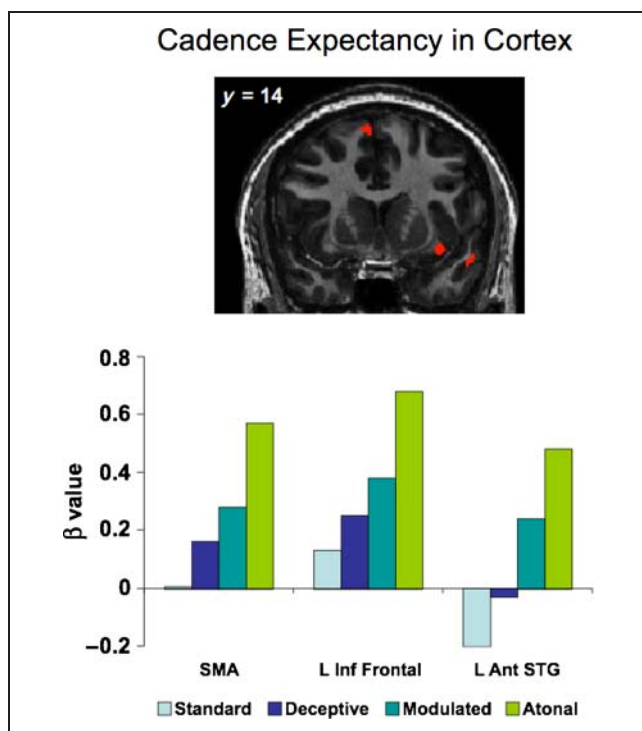 Cadence Expectancy in Cortex
y = 14
0.8
0.6
0.4
0.2
0
–0.2
β value
SMA L Inf Frontal L Ant STG
Standard Deceptive Modulated Atonal